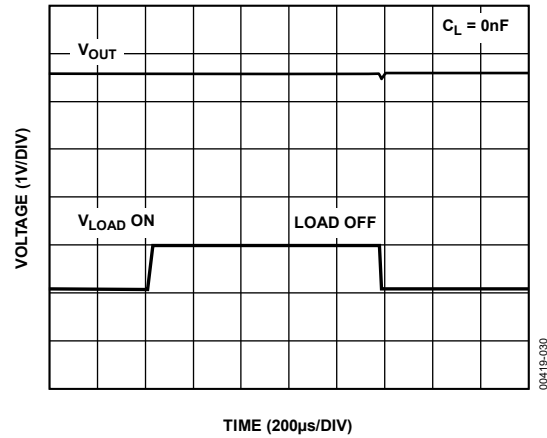 C_L = 0nF
V_OUT
VOLTAGE (1V/DIV)
V_LOAD ON
LOAD OFF
00419-030
TIME (200µs/DIV)